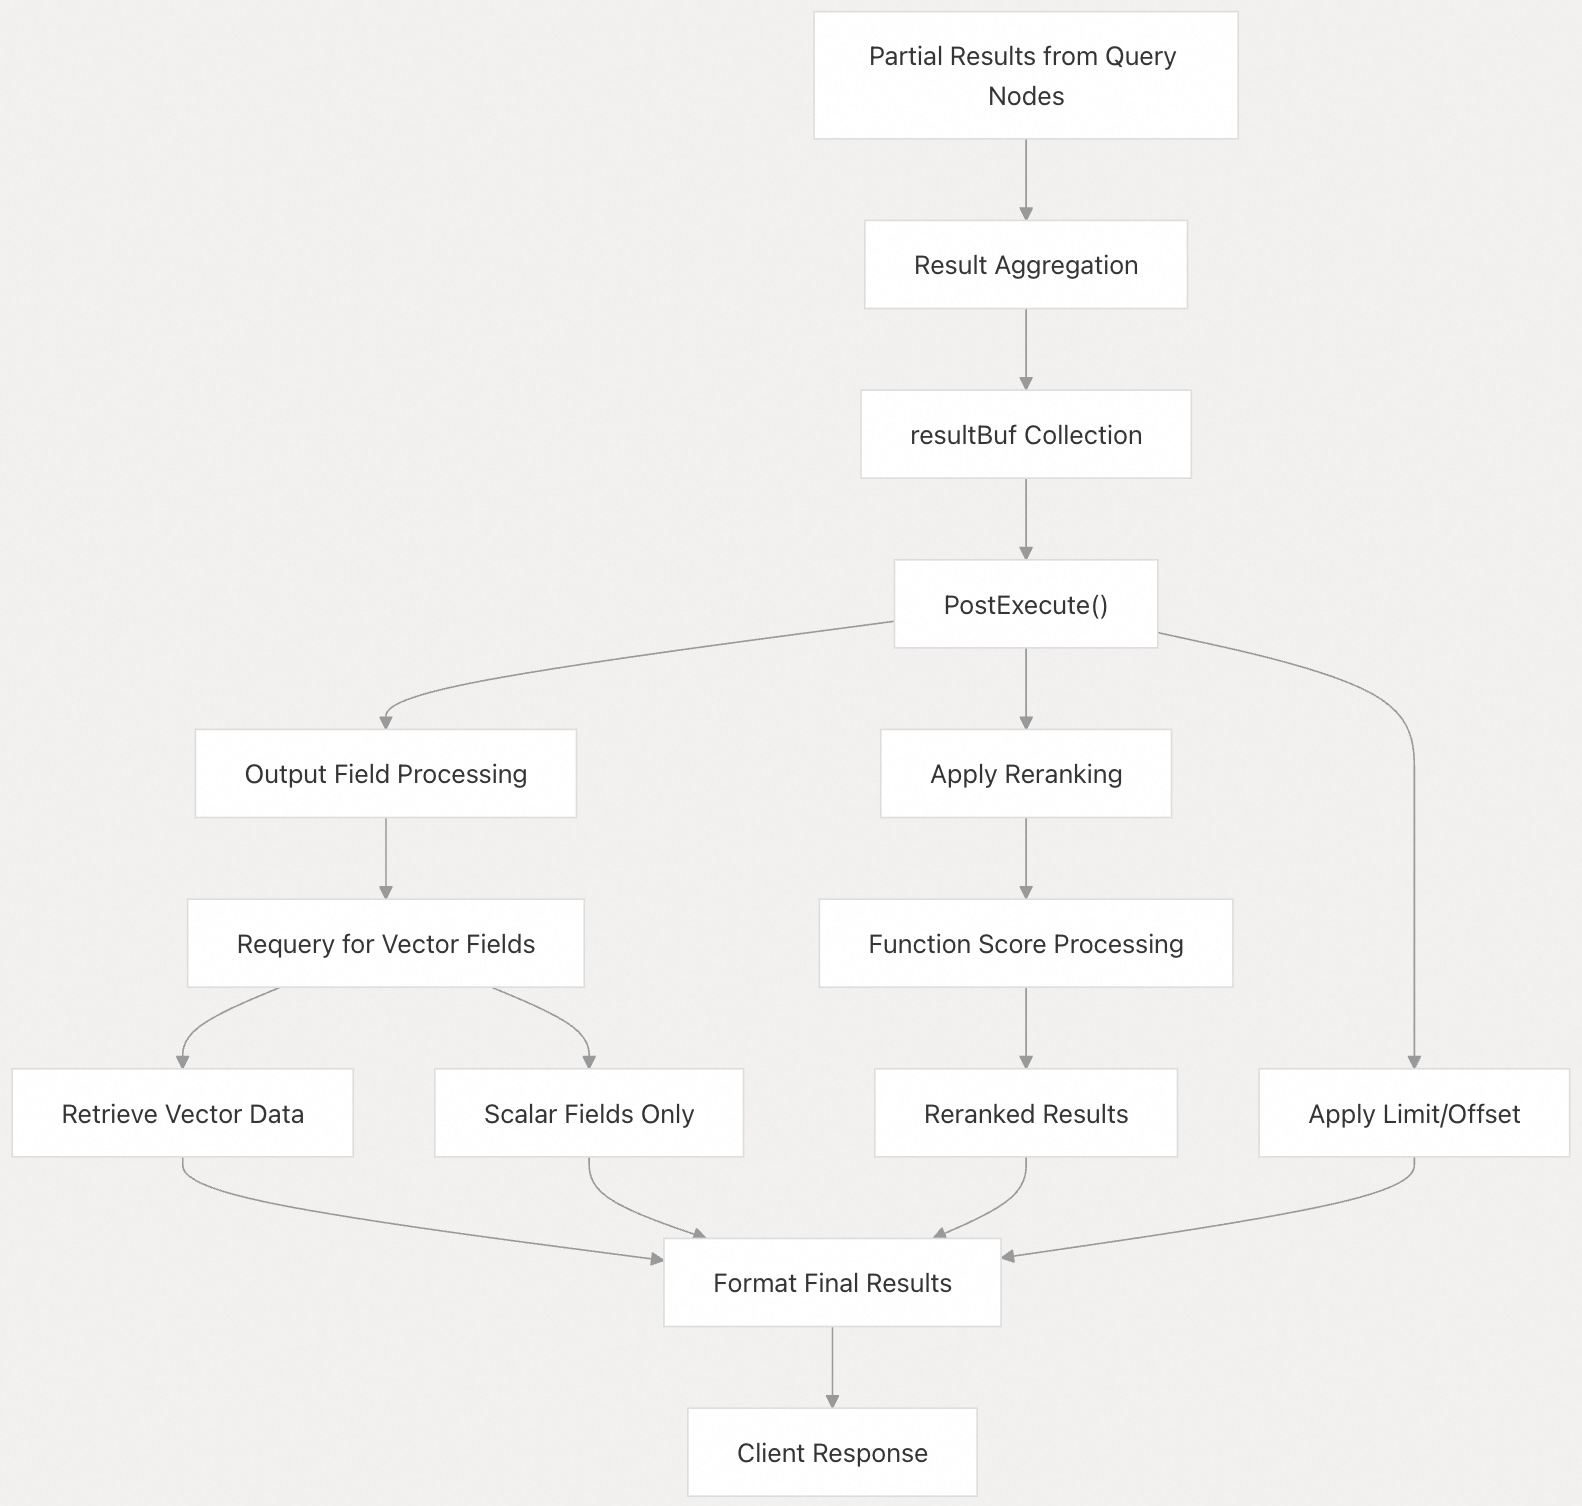 Partial Results from Query
Nodes
Result Aggregation
resultBuf Collection
PostExecute()
Output Field Processing
Apply Reranking
Requery for Vector Fields
Function Score Processing
Retrieve Vector Data
Scalar Fields Only
Reranked Results
Apply Limit/Offset
Format Final Results
Client Response